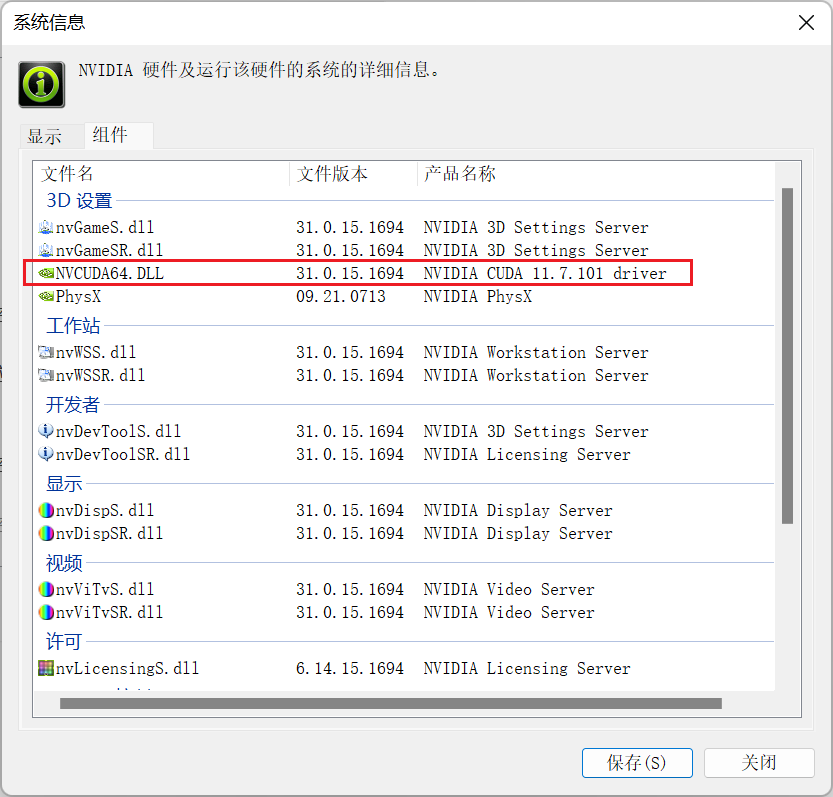 系统信息
NVIDIA 硬件及运行该硬件的系统的详细信息。
显示 组件
文件名 文件版本 产品名称
3D 设置
nvGameS.dll 31.0.15.1694 NVIDIA 3D Settings Server
nvGameSR.dll 31.0.15.1694 NVIDIA 3D Settings Server
NVCUDA64.DLL 31.0.15.1694 NVIDIA CUDA 11.7.101 driver
PhysX 09.21.0713 NVIDIA PhysX
工作站
nvWSS.dll 31.0.15.1694 NVIDIA Workstation Server
nvWSSR.dll 31.0.15.1694 NVIDIA Workstation Server
开发者
nvDevToolS.dll 31.0.15.1694 NVIDIA 3D Settings Server
nvDevToolSR.dll 31.0.15.1694 NVIDIA Licensing Server
显示
nvDispS.dll 31.0.15.1694 NVIDIA Display Server
nvDispSR.dll 31.0.15.1694 NVIDIA Display Server
视频
nvViTvS.dll 31.0.15.1694 NVIDIA Video Server
nvViTvSR.dll 31.0.15.1694 NVIDIA Video Server
许可
nvLicensingS.dll 6.14.15.1694 NVIDIA Licensing Server
保存(S) 关闭